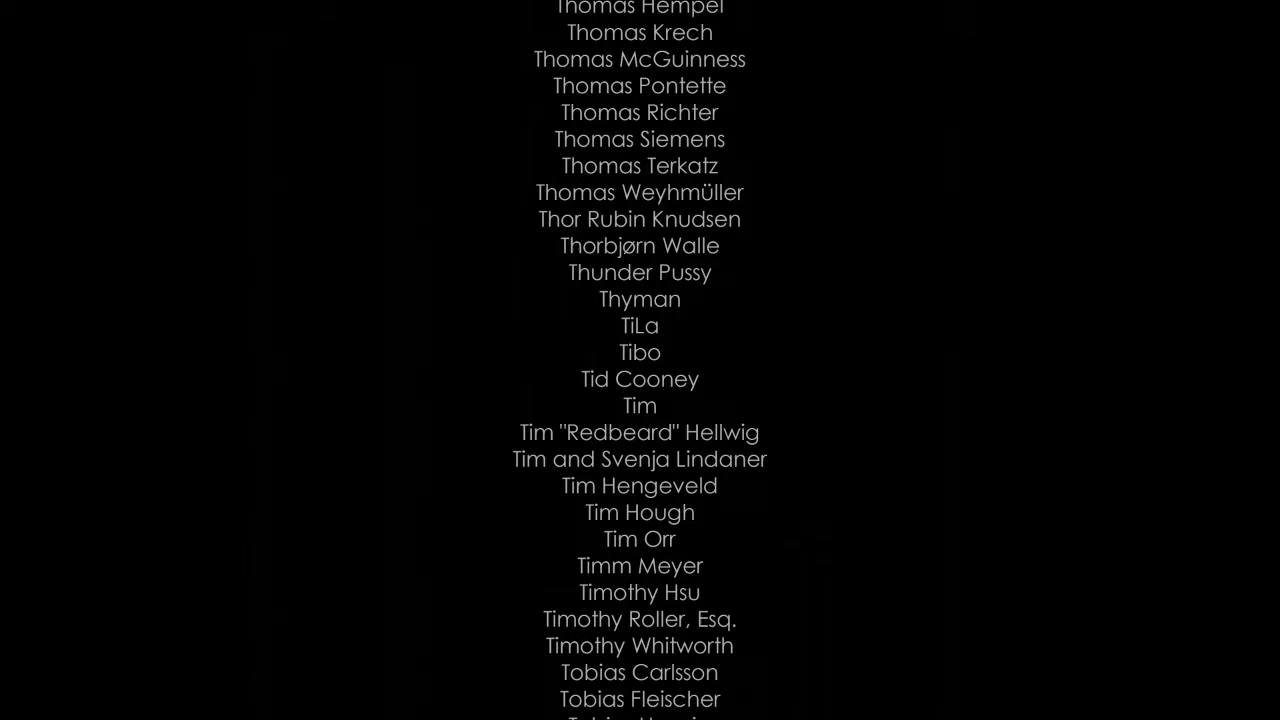 Thomas Hempel
Thomas Krech
Thomas McGuinness
Thomas Pontette
Thomas Richter
Thomas Siemens
Thomas Terkatz
Thomas Weyhmüller
Thor Rubin Knudsen
Thorbjørn Walle
Thunder Pussy
Thyman
TiLa
Tibo
Tid Cooney
Tim
Tim "Redbeard" Hellwig
Tim and Svenja Lindaner
Tim Hengeveld
Tim Hough
Tim Orr
Timm Meyer
Timothy Hsu
Timothy Roller, Esq.
Timothy Whitworth
Tobias Carlsson
Tobias Fleischer
Tobias